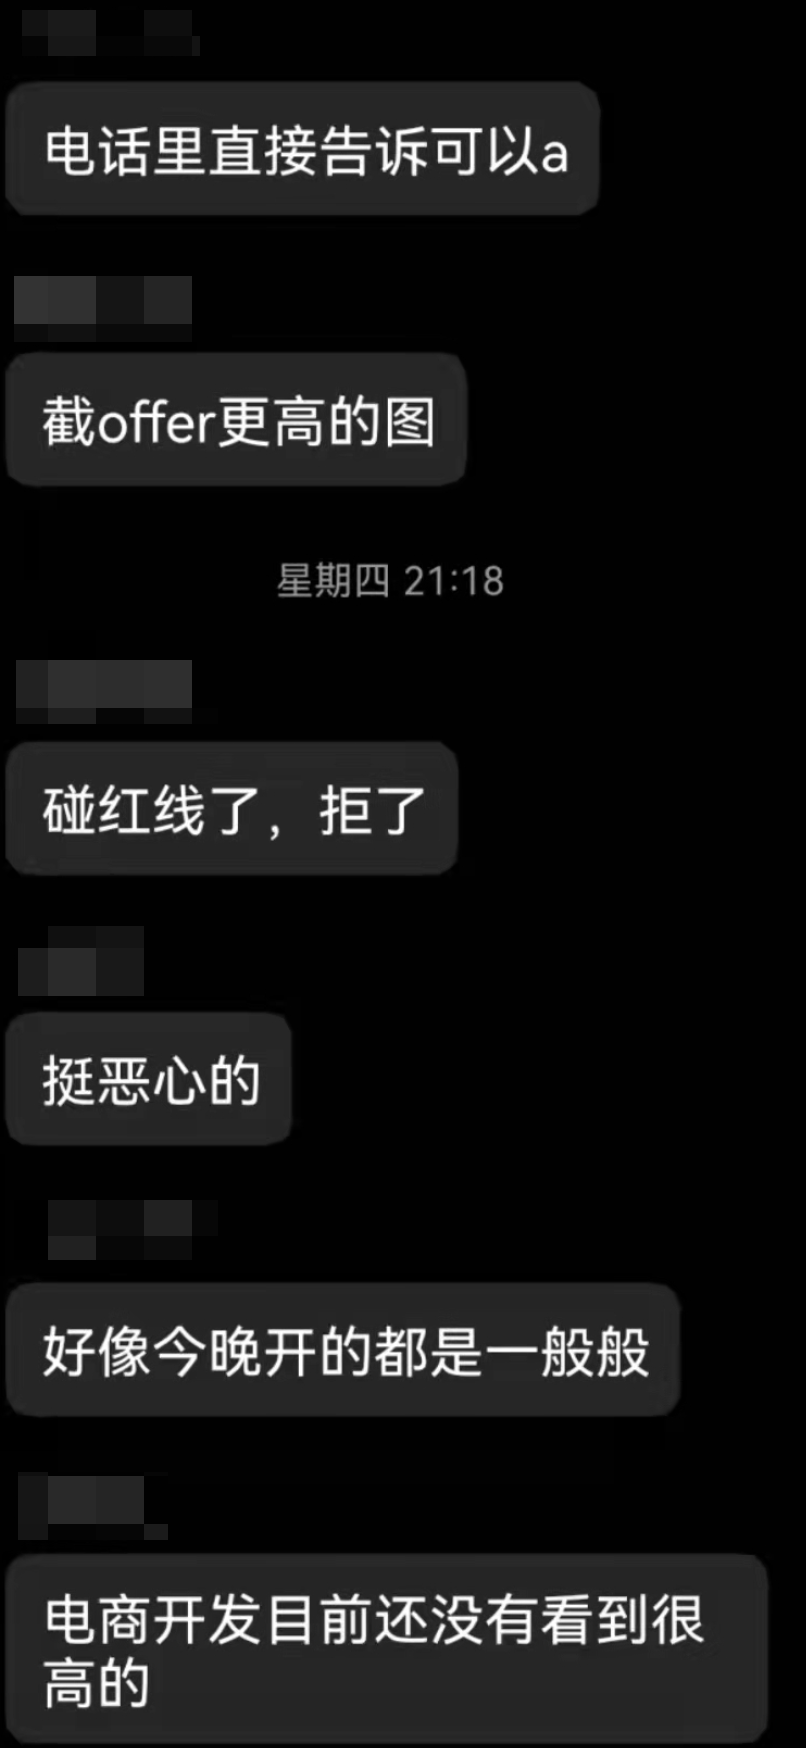 电话里直接告诉可以a
截offer更高的图
星期四 21:18
碰红线了，拒了
挺恶心的
好像今晚开的都是一般般
电商开发目前还没有看到很
高的